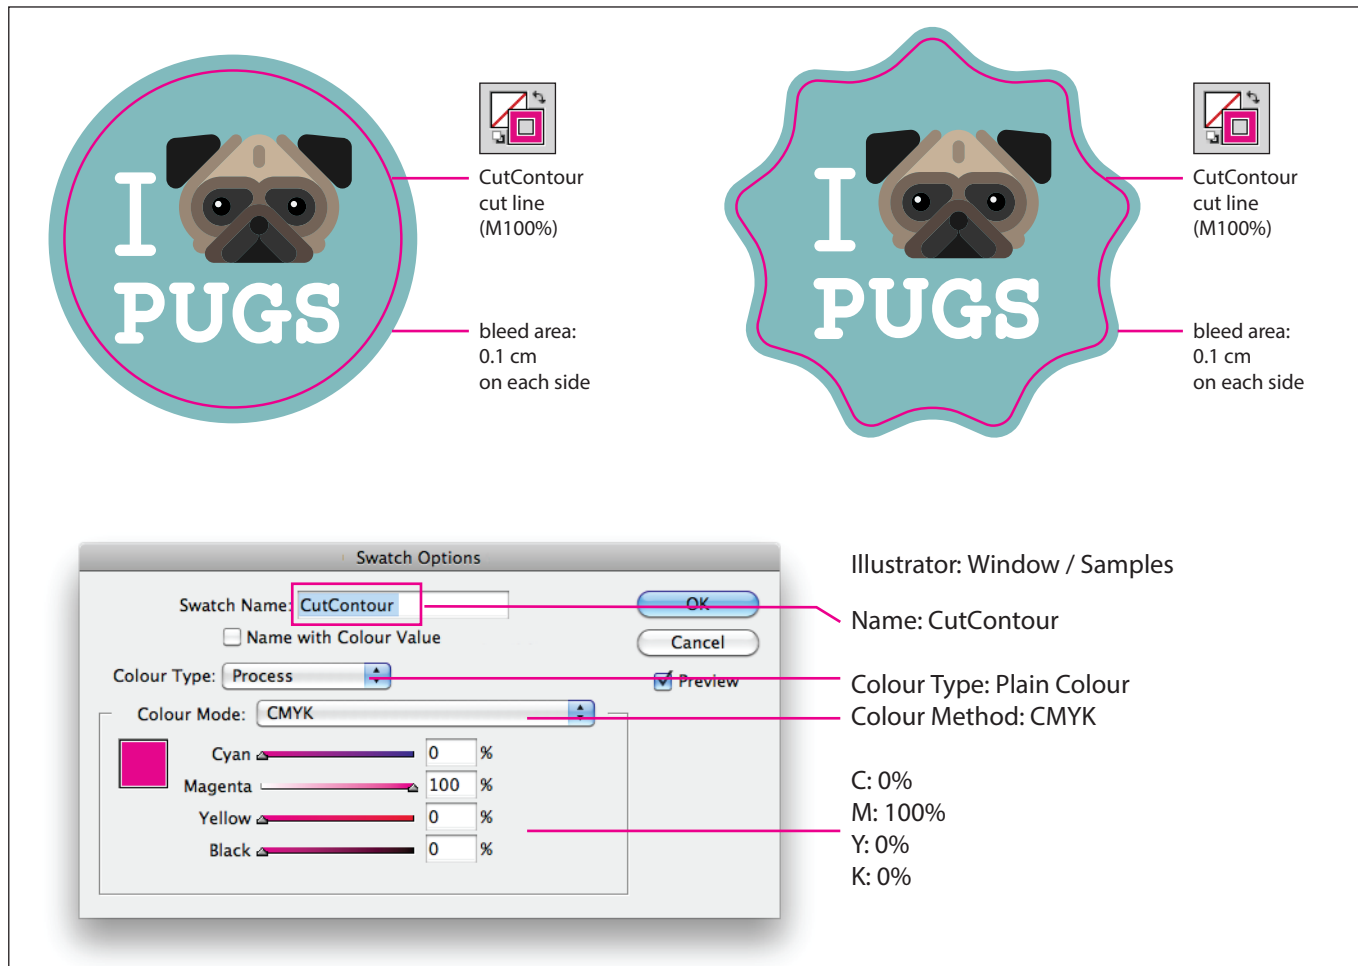 I
PUGS
CutContour
cut line
(M100%)
bleed area:
0.1 cm
on each side
I
PUGS
CutContour
cut line
(M100%)
bleed area:
0.1 cm
on each side
Swatch Options
Swatch Name: CutContour
Name with Colour Value
Colour Type: Process
Colour Mode: CMYK
Cyan 0 %
Magenta 100 %
Yellow 0 %
Black 0 %
OK
Cancel
Preview
Illustrator: Window / Samples
Name: CutContour
Colour Type: Plain Colour
Colour Method: CMYK
C: 0%
M: 100%
Y: 0%
K: 0%